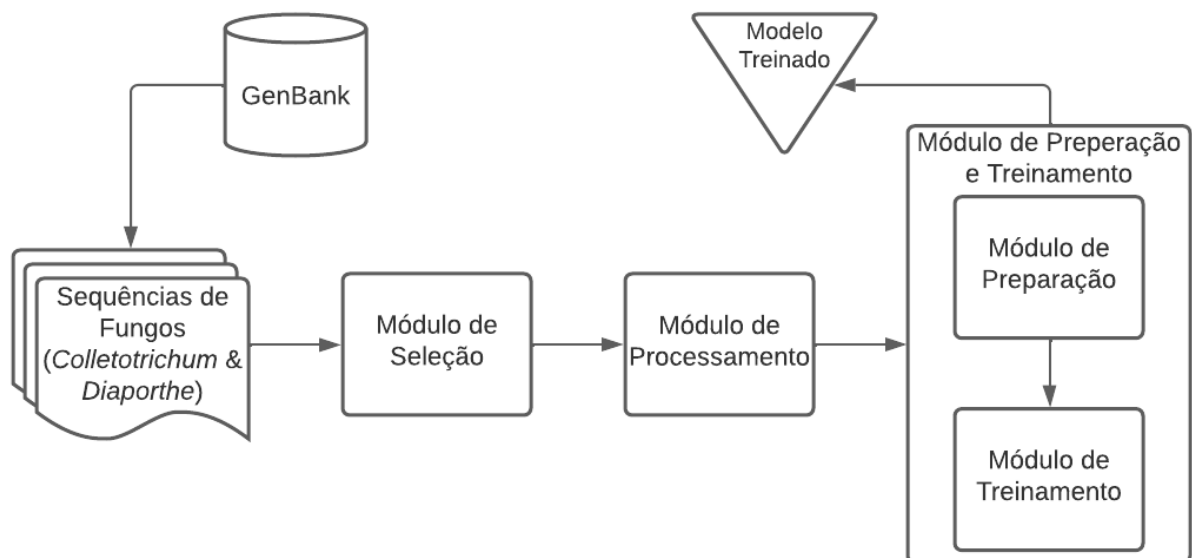 GenBank
Modelo
Treinado
Módulo de Preperação
e Treinamento
Módulo de
Preparação
Sequências de
Fungos
(Colletotrichum &
Diaporthe)
Módulo de
Seleção
Módulo de
Processamento
Módulo de
Treinamento